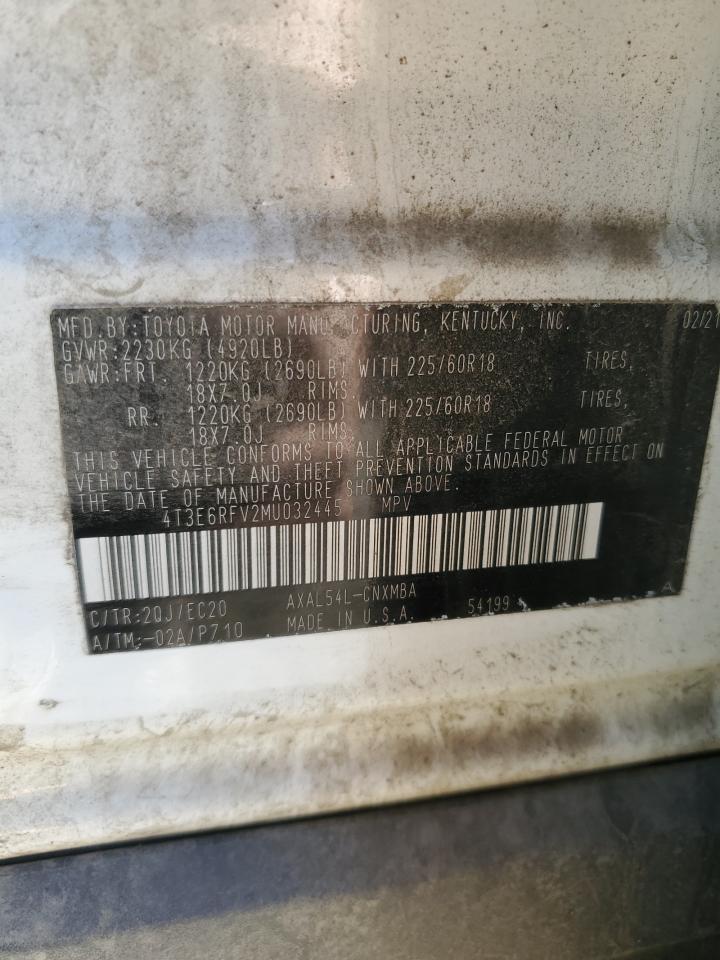 MFD.BY:TOYOTA MOTOR MANUFACTURING, KENTUCKY, INC. 02/21
GVWR:2230KG (4920LB)
GAWR:FRT. 1220KG (2690LB) WITH 225/60R18 TIRES,
18X7.0J RIMS.
RR. 1220KG (2690LB) WITH 225/60R18 TIRES,
18X7.0J RIMS.
THIS VEHICLE CONFORMS TO ALL APPLICABLE FEDERAL MOTOR
VEHICLE SAFETY AND THEFT PREVENTION STANDARDS IN EFFECT ON
THE DATE OF MANUFACTURE SHOWN ABOVE.
4T3E6RFV2MU032445 MPV
C/TR:20J/EC20 AXAL54L-CNXMBA
A/TM:-02A/P710 MADE IN U.S.A. 54199 A